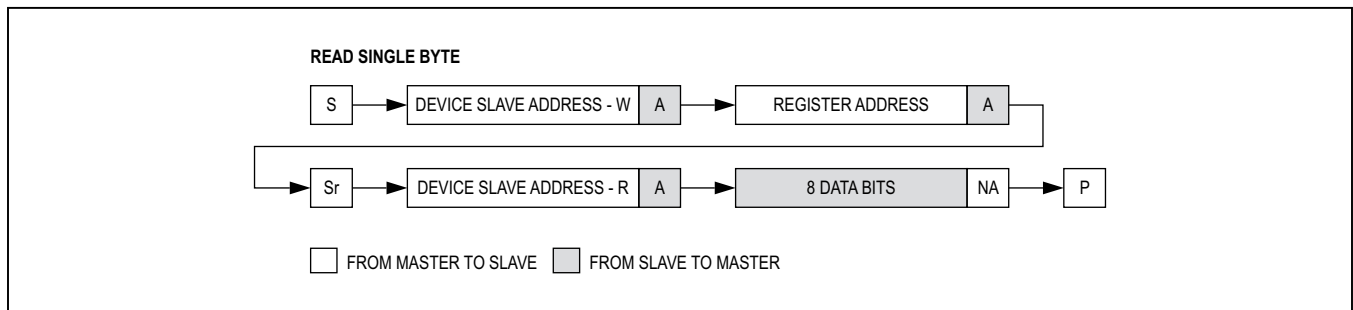 READ SINGLE BYTE
S DEVICE SLAVE ADDRESS - W A REGISTER ADDRESS A
Sr DEVICE SLAVE ADDRESS - R A 8 DATA BITS NA P
FROM MASTER TO SLAVE FROM SLAVE TO MASTER